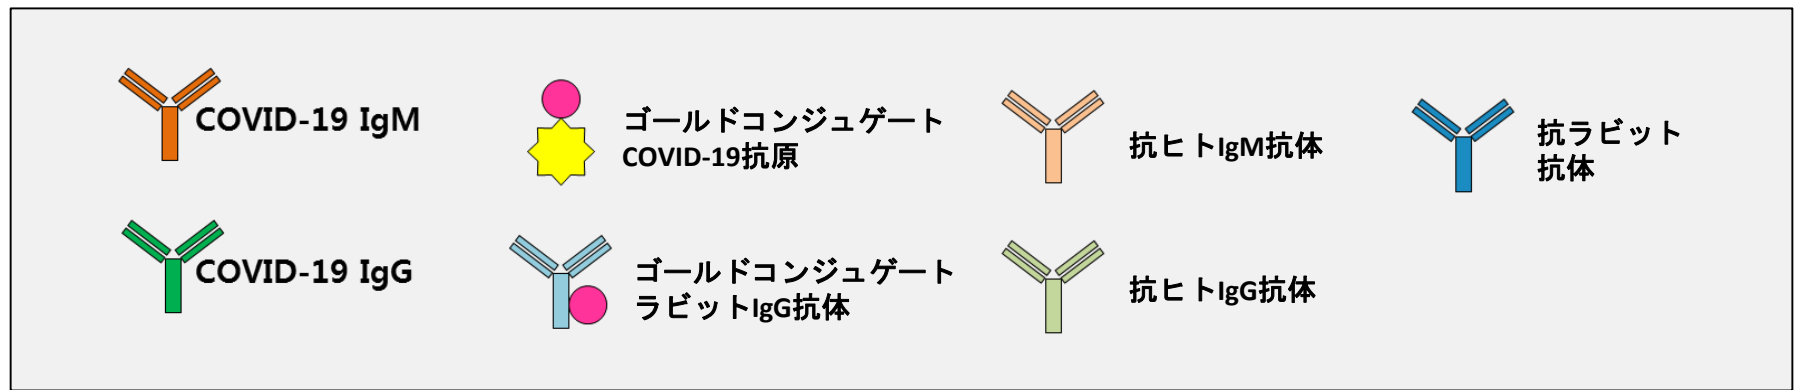 COVID-19 IgM
ゴールドコンジュゲート
COVID-19抗原
抗ヒトIgM抗体
抗ラビット
抗体
COVID-19 IgG
ゴールドコンジュゲート
ラビットIgG抗体
抗ヒトIgG抗体